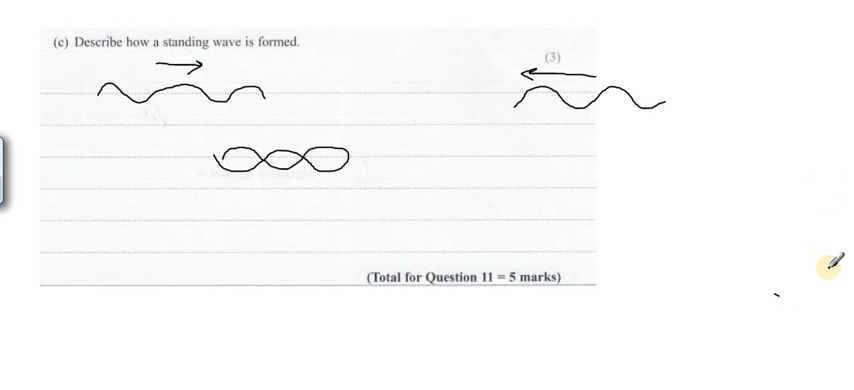 (c) Describe how a standing wave is formed.
(3)
(Total for Question 11 = 5 marks)